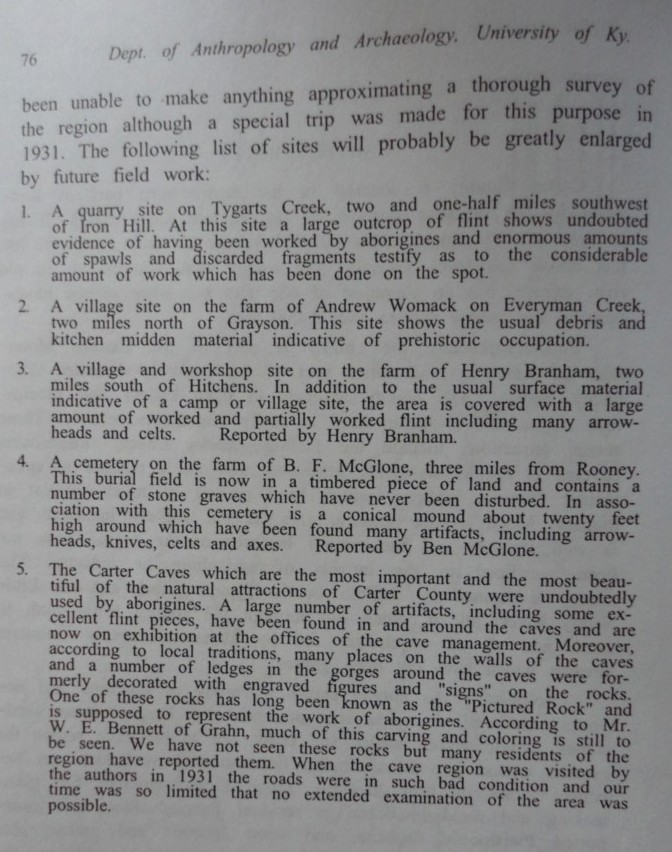 76 Dept. of Anthropology and Archaeology, University of Ky.
been unable to make anything approximating a thorough survey of
the region although a special trip was made for this purpose in
1931. The following list of sites will probably be greatly enlarged
by future field work:
1. A quarry site on Tygarts Creek, two and one-half miles southwest
of Iron Hill. At this site a large outcrop of flint shows undoubted
evidence of having been worked by aborigines and enormous amounts
of spawls and discarded fragments testify as to the considerable
amount of work which has been done on the spot.
2. A village site on the farm of Andrew Womack on Everyman Creek,
two miles north of Grayson. This site shows the usual debris and
kitchen midden material indicative of prehistoric occupation.
3. A village and workshop site on the farm of Henry Branham, two
miles south of Hitchens. In addition to the usual surface material
indicative of a camp or village site, the area is covered with a large
amount of worked and partially worked flint including many arrow-
heads and celts. Reported by Henry Branham.
4. A cemetery on the farm of B. F. McGlone, three miles from Rooney.
This burial field is now in a timbered piece of land and contains a
number of stone graves which have never been disturbed. In asso-
ciation with this cemetery is a conical mound about twenty feet
high around which have been found many artifacts, including arrow-
heads, knives, celts and axes. Reported by Ben McGlone.
5. The Carter Caves which are the most important and the most beau-
tiful of the natural attractions of Carter County were undoubtedly
used by aborigines. A large number of artifacts, including some ex-
cellent flint pieces, have been found in and around the caves and are
now on exhibition at the offices of the cave management. Moreover,
according to local traditions, many places on the walls of the caves
and a number of ledges in the gorges around the caves were for-
merly decorated with engraved figures and "signs" on the rocks.
One of these rocks has long been known as the "Pictured Rock" and
is supposed to represent the work of aborigines. According to Mr.
W. E. Bennett of Grahn, much of this carving and coloring is still to
be seen. We have not seen these rocks but many residents of the
region have reported them. When the cave region was visited by
the authors in 1931 the roads were in such bad condition and our
time was so limited that no extended examination of the area was
possible.